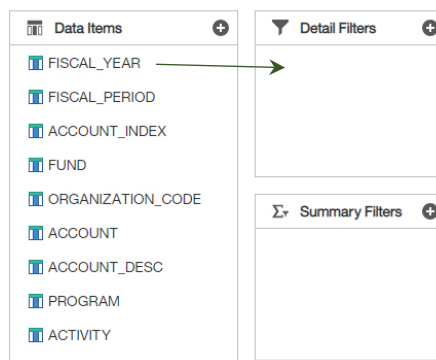 Data Items
FISCAL_YEAR
FISCAL_PERIOD
ACCOUNT_INDEX
FUND
ORGANIZATION_CODE
ACCOUNT
ACCOUNT_DESC
PROGRAM
ACTIVITY
Detail Filters
Summary Filters